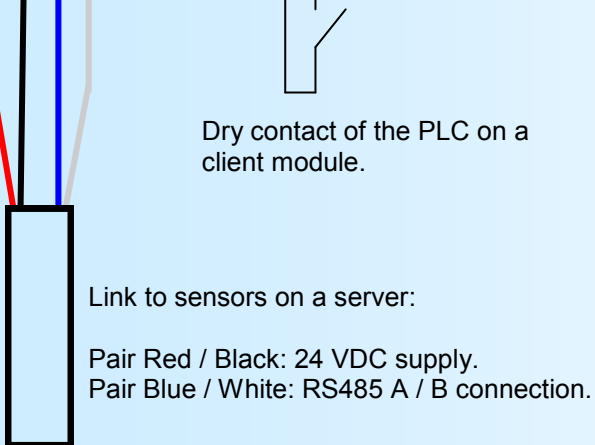 Dry contact of the PLC on a
client module.
Link to sensors on a server:
Pair Red / Black: 24 VDC supply.
Pair Blue / White: RS485 A / B connection.